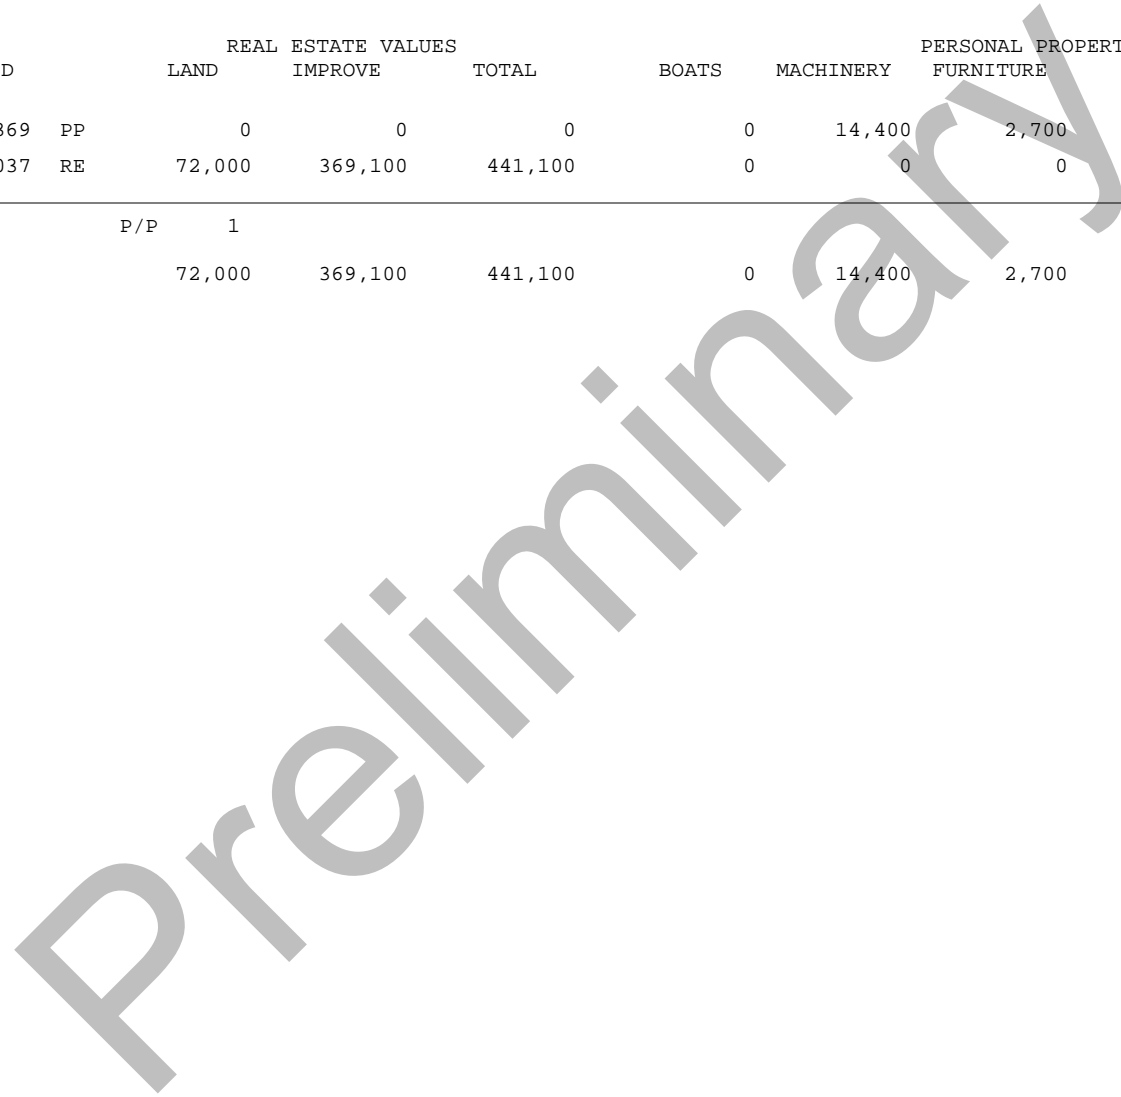 REAL ESTATE VALUES PERSONAL PROPERT
D LAND IMPROVE TOTAL BOATS MACHINERY FURNITURE
369 PP 0 0 0 0 14,400 2,700
037 RE 72,000 369,100 441,100 0 0 0
P/P 1
72,000 369,100 441,100 0 14,400 2,700
Preliminary